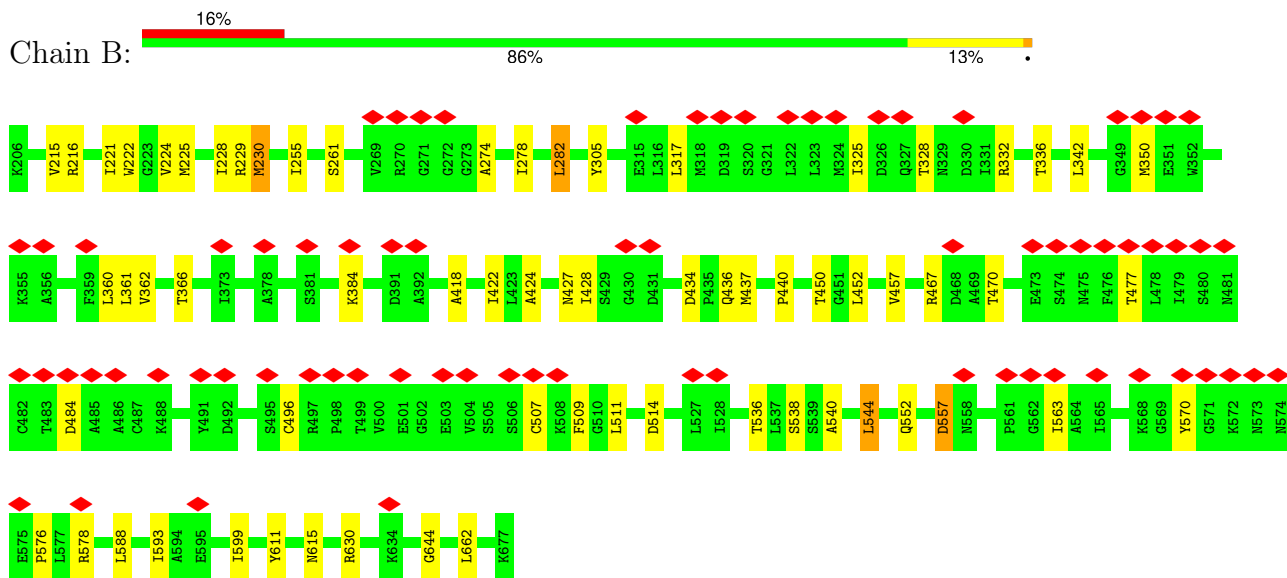 16%
Chain B:
86% 13% •
K206 V215 R216 I221 W222 G223 V224 M225 I228 R229 M230 I255 S261 V269 R270 G271 G272 G273 A274 I278 L282 Y305 E315 L316 L317 M318 D319 S320 G321 L322 L323 M324 I325 D326 Q327 T328 N329 D330 I331 R332 T336 L342 G349 M350 E351 W352
K355 A356 F359 L360 L361 V362 T366 I373 A378 S381 K384 D391 A392 A418 I422 L423 A424 N427 I428 S429 G430 D431 D434 P435 Q436 M437 P440 T450 G451 L452 V457 R467 D468 A469 T470 E473 S474 N475 F476 T477 L478 I479 S480 N481
C482 T483 D484 A485 A486 C487 K488 Y491 D492 S495 C496 R497 P498 T499 V500 E501 G502 E503 V504 S505 S506 C507 K508 F509 G510 L511 D514 L527 I528 T536 L537 S538 S539 A540 L544 Q552 D557 N558 P561 G562 I563 A564 I565 K568 G569 Y570 G571 K572 N573 N574
E575 P576 L577 R578 L588 I593 A594 E595 I599 Y611 N615 R630 K634 G644 L662 K677